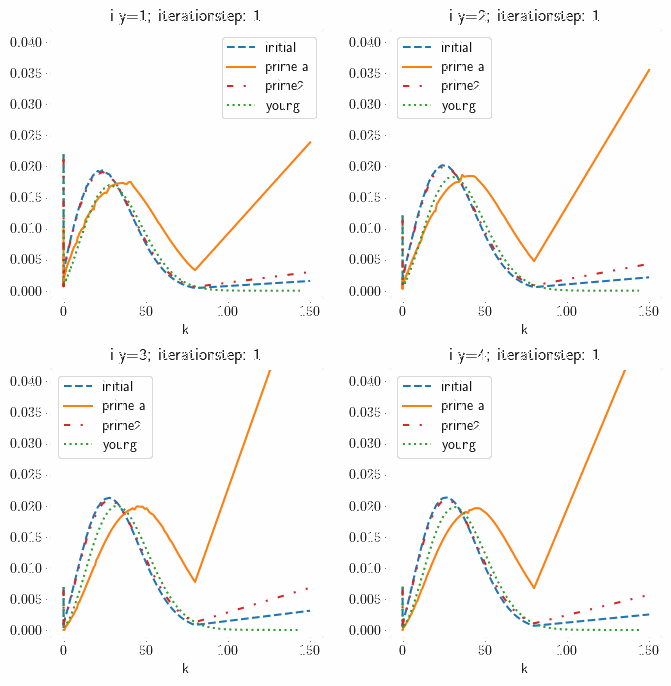 i y=1; iterationstep: 1
0.040
0.035
0.030
0.025
0.020
0.015
0.010
0.005
0.000
initial
prime a
prime2
young
0
50
100
150
k
i y=2; iterationstep: 1
0.040
0.035
0.030
0.025
0.020
0.015
0.010
0.005
0.000
initial
prime a
prime2
young
0
50
100
150
k
i y=3; iterationstep: 1
0.040
0.035
0.030
0.025
0.020
0.015
0.010
0.005
0.000
initial
prime a
prime2
young
0
50
100
150
k
i y=4; iterationstep: 1
0.040
0.035
0.030
0.025
0.020
0.015
0.010
0.005
0.000
initial
prime a
prime2
young
0
50
100
150
k